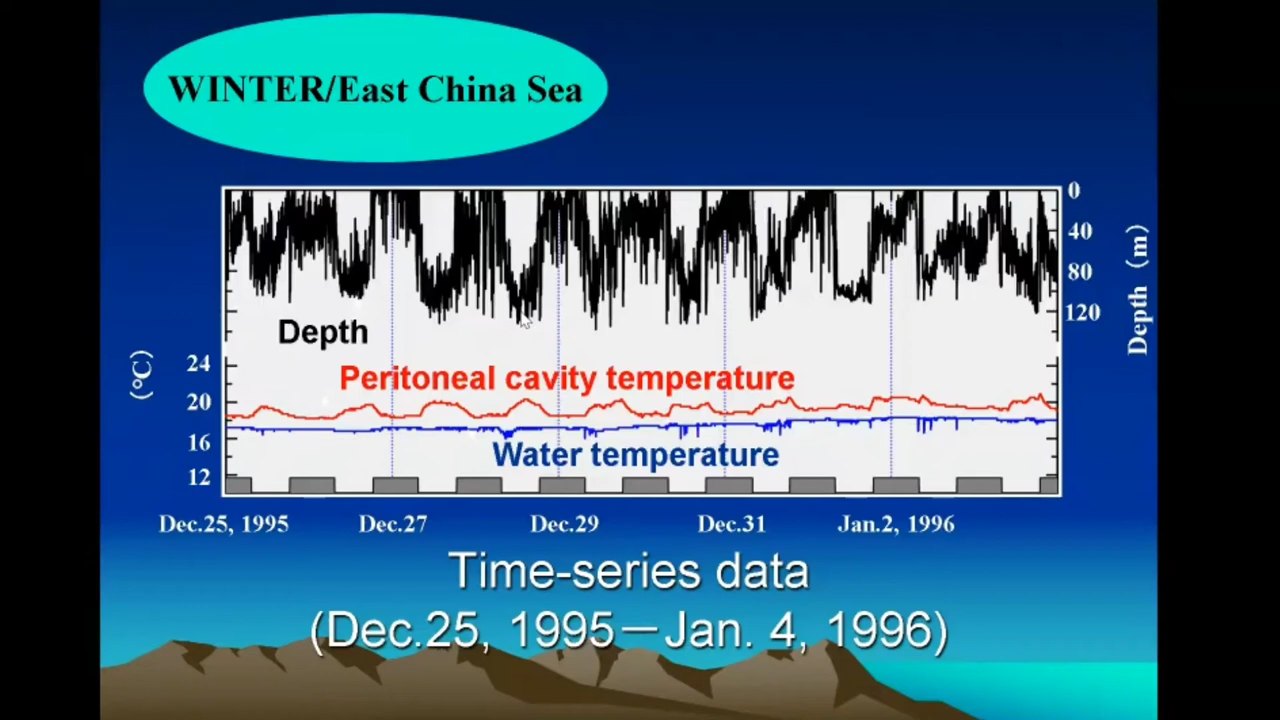 WINTER/East China Sea
0
40
80
120
Depth (m)
Depth
(°C)
24
20
16
12
Peritoneal cavity temperature
Water temperature
Dec.25, 1995 Dec.27 Dec.29 Dec.31 Jan.2, 1996
Time-series data
(Dec.25, 1995－Jan. 4, 1996)